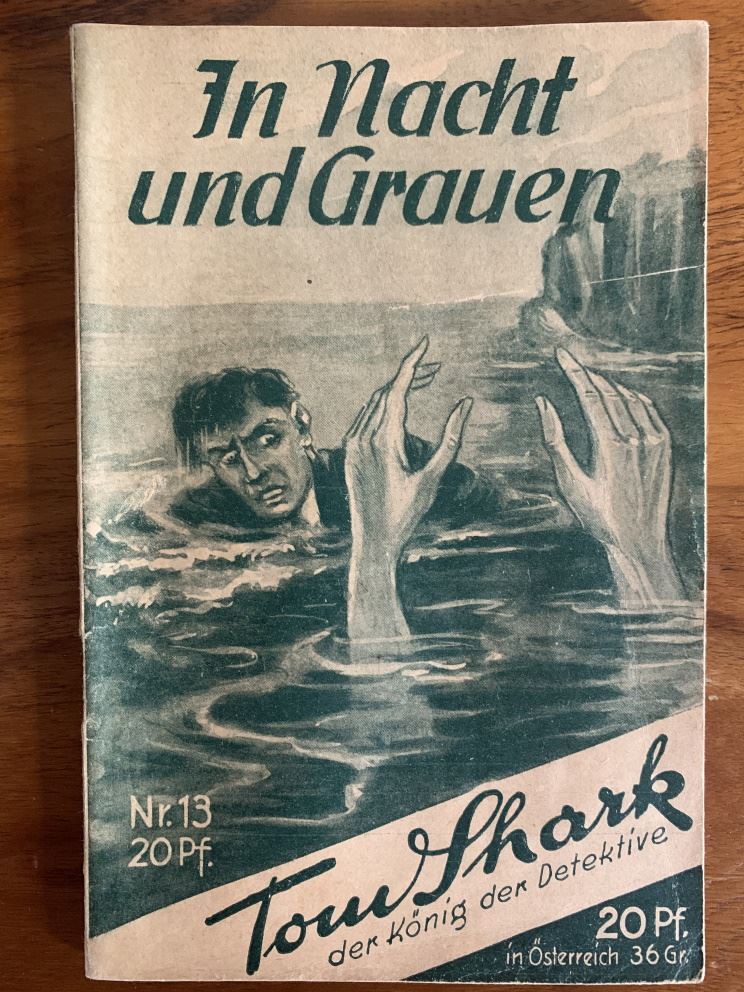 In Nacht
und Grauen
Nr. 13
20 Pf.
Tom Shark
der König der Detektive
20 Pf.
in Österreich 36 Gr.